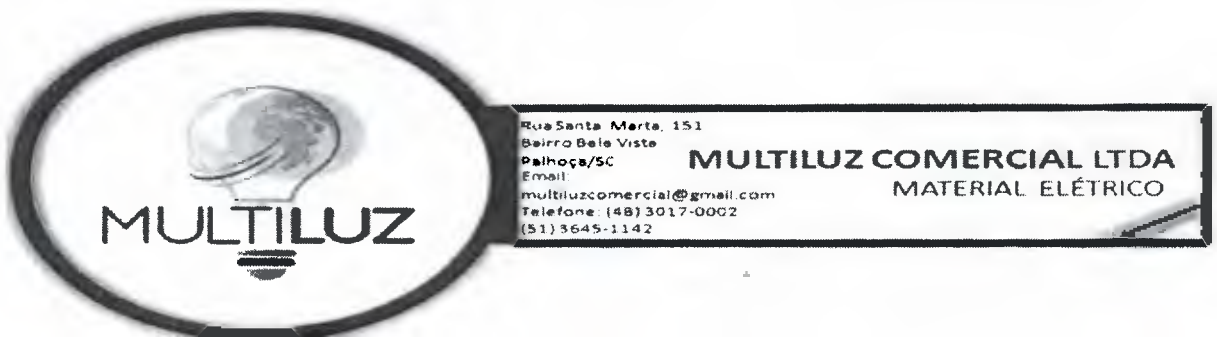 MULTILUZ
Rua Santa Marta, 151
Bairro Bela Vista
Palhoça/SC
Email:
multiluzcomercial@gmail.com
Telefone: (48) 3017-0002
(51) 3645-1142
MULTILUZ COMERCIAL LTDA
MATERIAL ELÉTRICO